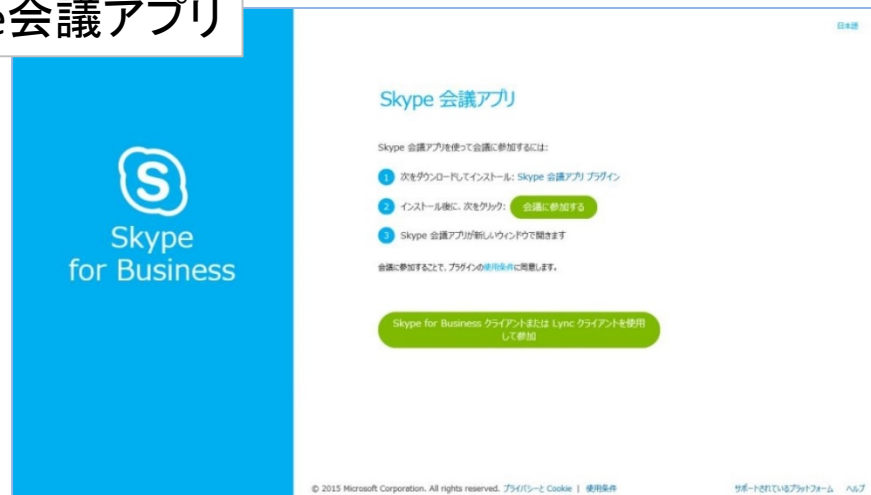 e会議アプリ
日本語
Skype 会議アプリ
Skype 会議アプリを使って会議に参加するには:
1 次をダウンロードしてインストール: Skype 会議アプリ プラグイン
2 インストール後に、次をクリック: 会議に参加する
3 Skype 会議アプリが新しいウィンドウで開きます
会議に参加することで、プラグインの使用条件に同意します。
Skype for Business クライアントまたは Lync クライアントを使用
して参加
S
Skype
for Business
© 2015 Microsoft Corporation. All rights reserved. プライバシーと Cookie | 使用条件
サポートされているプラットフォーム ヘルプ